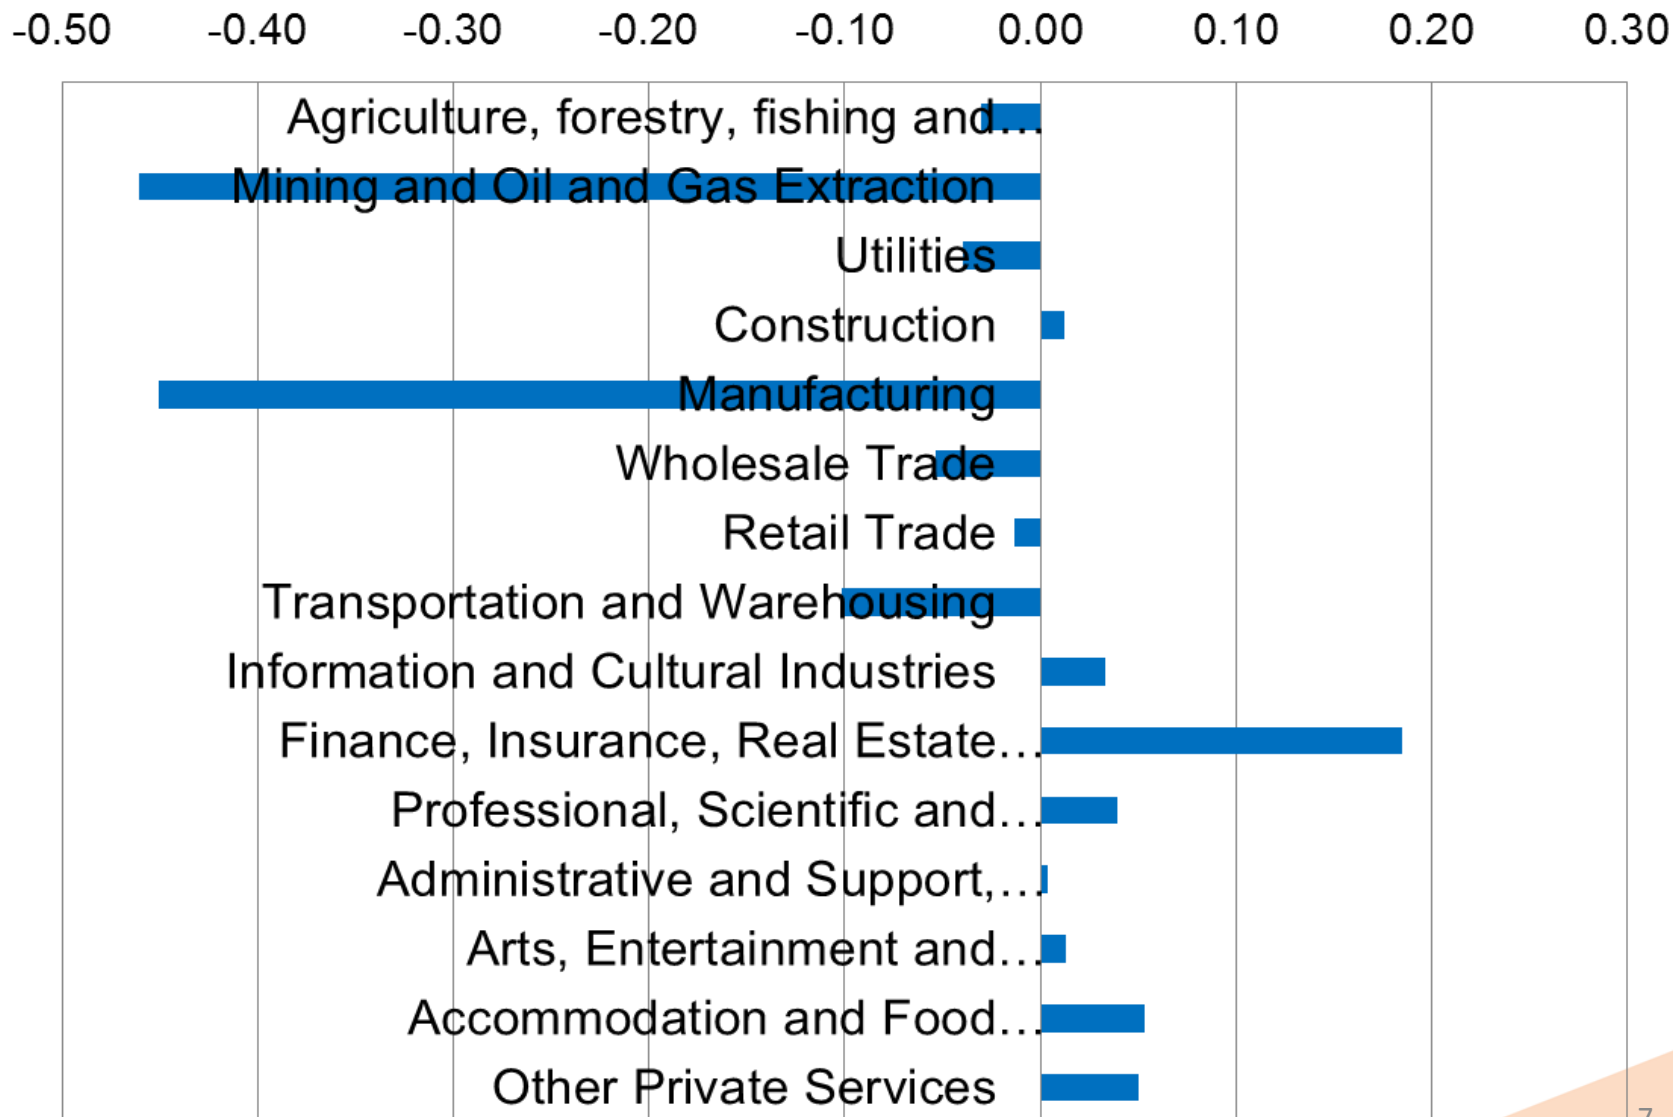 -0.50 -0.40 -0.30 -0.20 -0.10 0.00 0.10 0.20 0.30
Agriculture, forestry, fishing and...
Mining and Oil and Gas Extraction
Utilities
Construction
Manufacturing
Wholesale Trade
Retail Trade
Transportation and Warehousing
Information and Cultural Industries
Finance, Insurance, Real Estate...
Professional, Scientific and...
Administrative and Support,...
Arts, Entertainment and...
Accommodation and Food...
Other Private Services
7